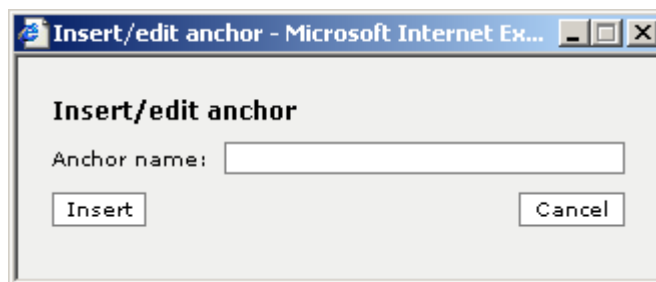 Insert/edit anchor - Microsoft Internet Ex...
Insert/edit anchor
Anchor name:
Insert Cancel